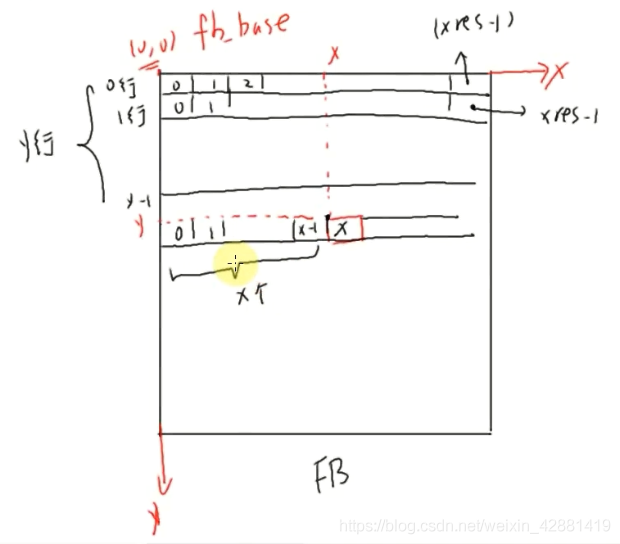 (0,0) fb_base
x
(xres-1)
X
0行 0 1 2
1行 0 1
xres-1
y行
y-1
y
0 1 x-1 X
x个
FB
y
https://blog.csdn.net/weixin_42881419